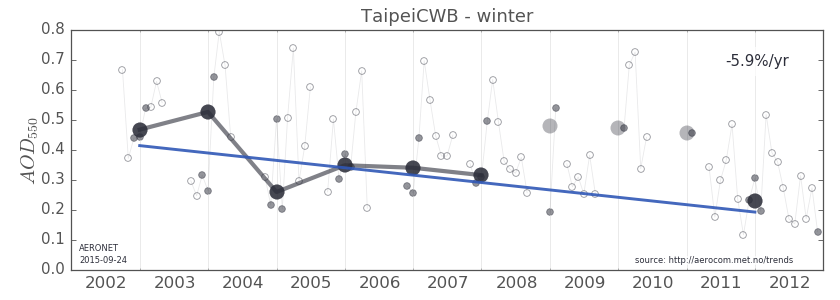 TaipeiCWB - winter
0.8
0.7
0.6
0.5
0.4
0.3
0.2
0.1
0.0
AOD550
-5.9%/yr
AERONET
2015-09-24
source: http://aerocom.met.no/trends
2002 2003 2004 2005 2006 2007 2008 2009 2010 2011 2012